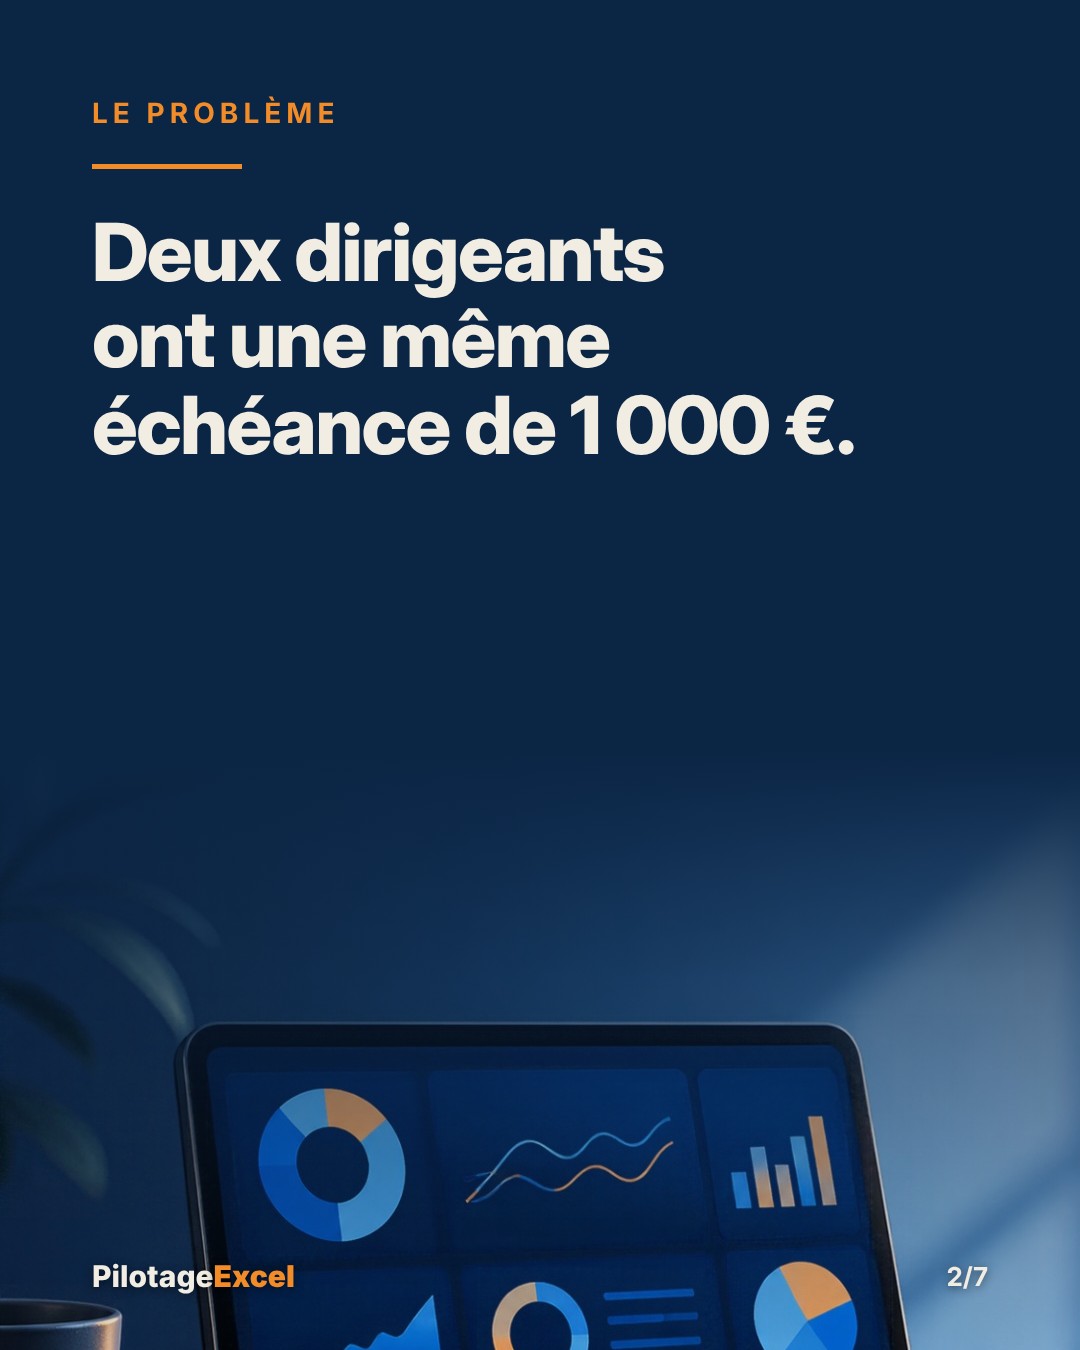 LE PROBLÈME
Deux dirigeants
ont une même
échéance de 1 000 €.
PilotageExcel
2/7